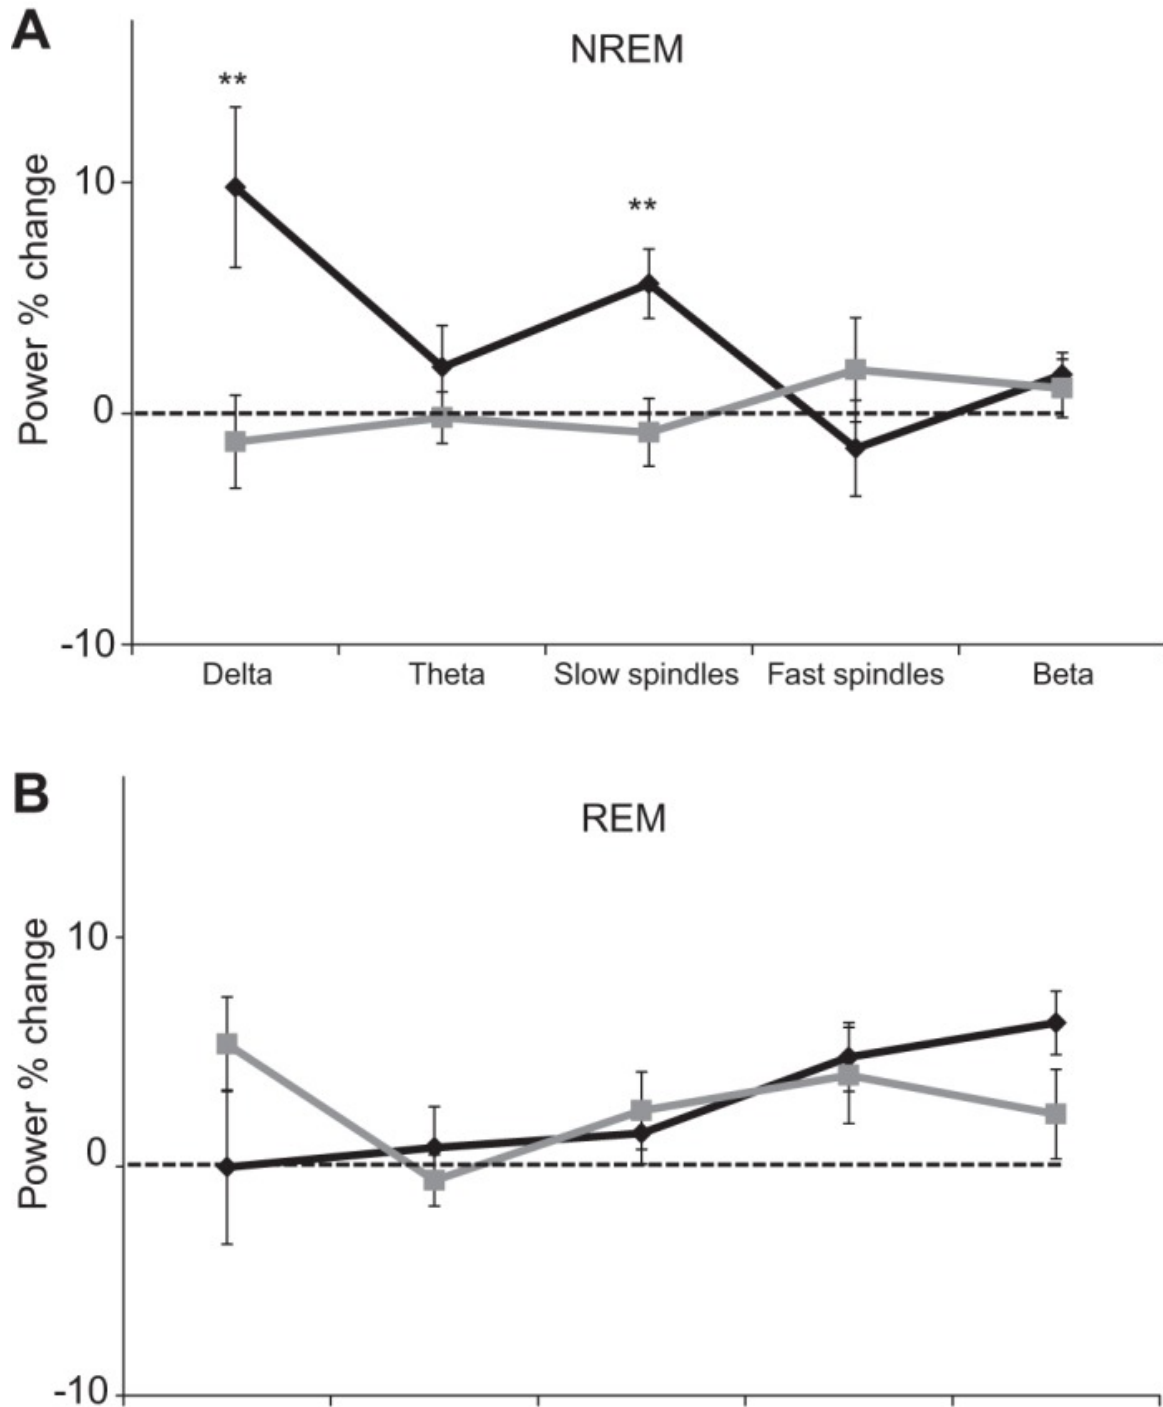 A
NREM
**
**
Power % change
10
0
-10
Delta Theta Slow spindles Fast spindles Beta
B
REM
Power % change
10
0
-10